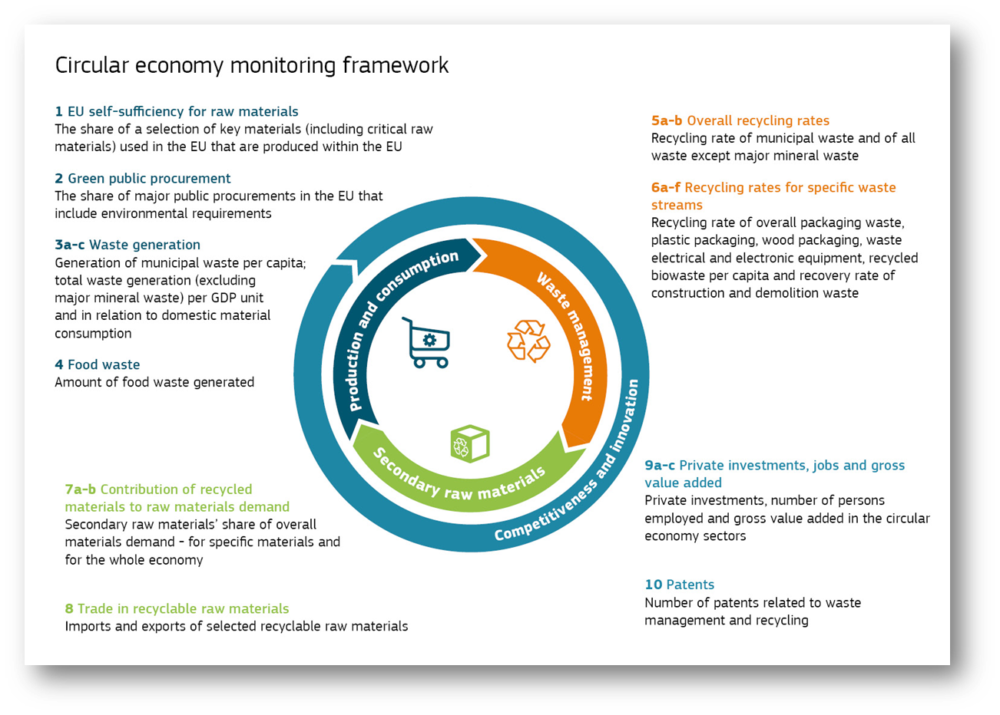 Circular economy monitoring framework
1 EU self-sufficiency for raw materials
The share of a selection of key materials (including critical raw
materials) used in the EU that are produced within the EU
2 Green public procurement
The share of major public procurements in the EU that
include environmental requirements
3a-c Waste generation
Generation of municipal waste per capita;
total waste generation (excluding
major mineral waste) per GDP unit
and in relation to domestic material
consumption
4 Food waste
Amount of food waste generated
5a-b Overall recycling rates
Recycling rate of municipal waste and of all
waste except major mineral waste
6a-f Recycling rates for specific waste
streams
Recycling rate of overall packaging waste,
plastic packaging, wood packaging, waste
electrical and electronic equipment, recycled
biowaste per capita and recovery rate of
construction and demolition waste
Production and consumption
Waste management
Secondary raw materials
Competitiveness and innovation
7a-b Contribution of recycled
materials to raw materials demand
Secondary raw materials' share of overall
materials demand - for specific materials and
for the whole economy
8 Trade in recyclable raw materials
Imports and exports of selected recyclable raw materials
9a-c Private investments, jobs and gross
value added
Private investments, number of persons
employed and gross value added in the circular
economy sectors
10 Patents
Number of patents related to waste
management and recycling